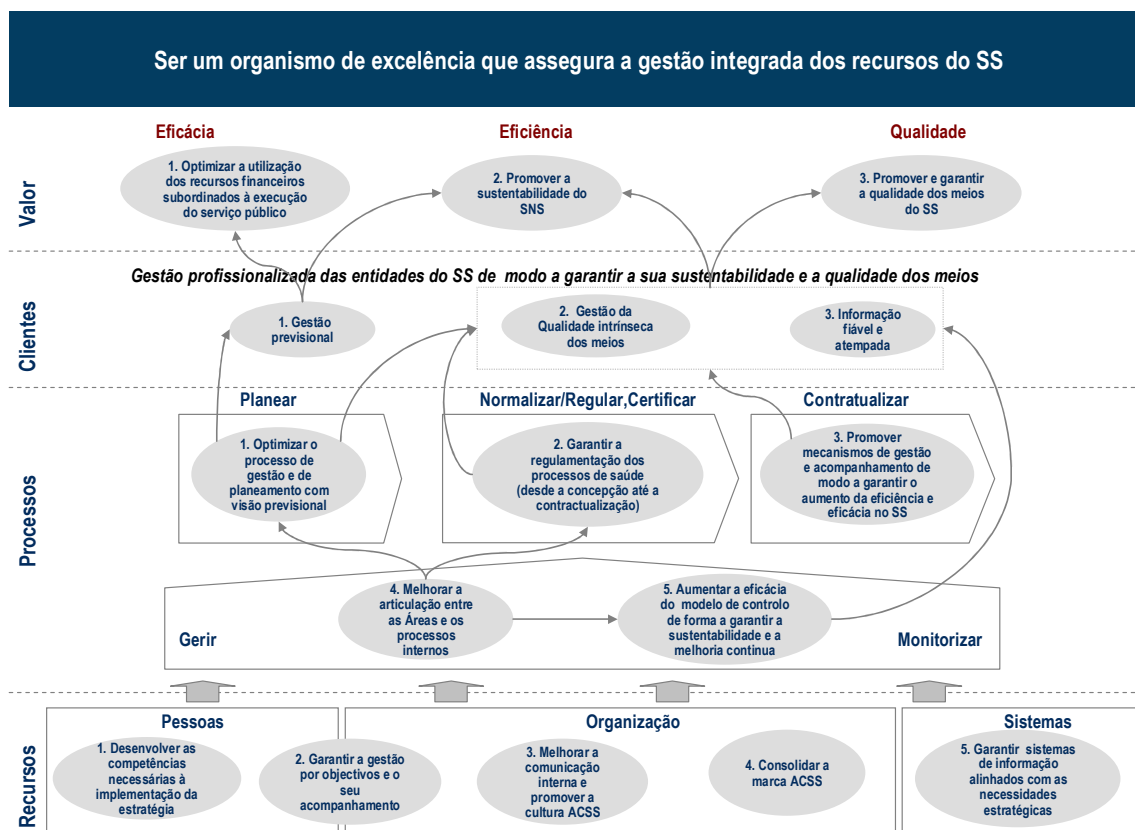 Ser um organismo de excelência que assegura a gestão integrada dos recursos do SS
Eficácia
Eficiência
Qualidade
Valor
1. Optimizar a utilização
dos recursos financeiros
subordinados à execução
do serviço público
2. Promover a
sustentabilidade do
SNS
3. Promover e garantir
a qualidade dos meios
do SS
Gestão profissionalizada das entidades do SS de modo a garantir a sua sustentabilidade e a qualidade dos meios
Clientes
1. Gestão
previsional
2. Gestão da
Qualidade intrínseca
dos meios
3. Informação
fiável e
atempada
Processos
Planear
Normalizar/Regular,Certificar
Contratualizar
1. Optimizar o
processo de
gestão e de
planeamento com
visão previsional
2. Garantir a
regulamentação dos
processos de saúde
(desde a concepção até a
contractualização)
3. Promover
mecanismos de gestão
e acompanhamento de
modo a garantir o
aumento da eficiência e
eficácia no SS
4. Melhorar a
articulação entre
as Áreas e os
processos
internos
5. Aumentar a eficácia
do modelo de controlo
de forma a garantir a
sustentabilidade e a
melhoria continua
Gerir
Monitorizar
Recursos
Pessoas
Organização
Sistemas
1. Desenvolver as
competências
necessárias à
implementação da
estratégia
2. Garantir a gestão
por objectivos e o
seu
acompanhamento
3. Melhorar a
comunicação
interna e
promover a
cultura ACSS
4. Consolidar a
marca ACSS
5. Garantir sistemas
de informação
alinhados com as
necessidades
estratégicas